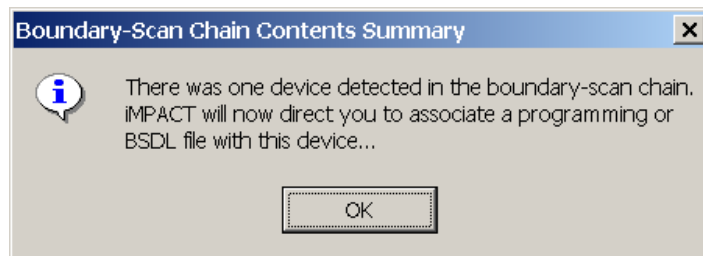 Boundary-Scan Chain Contents Summary
There was one device detected in the boundary-scan chain.
iMPACT will now direct you to associate a programming or
BSDL file with this device...
OK